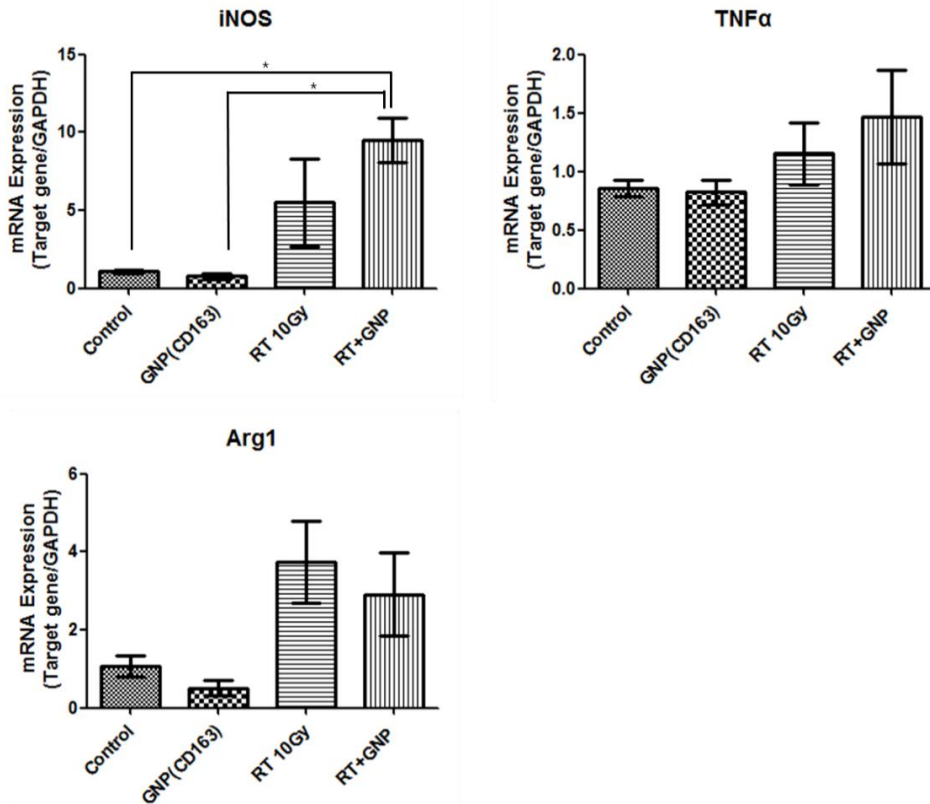 iNOS
mRNA Expression
(Target gene/GAPDH)
15
10
5
0
*
*
Control
GNP(CD163)
RT 10Gy
RT+GNP
TNFα
mRNA Expression
(Target gene/GAPDH)
2.0
1.5
1.0
0.5
0.0
Control
GNP(CD163)
RT 10Gy
RT+GNP
Arg1
mRNA Expression
(Target gene/GAPDH)
6
4
2
0
Control
GNP(CD163)
RT 10Gy
RT+GNP